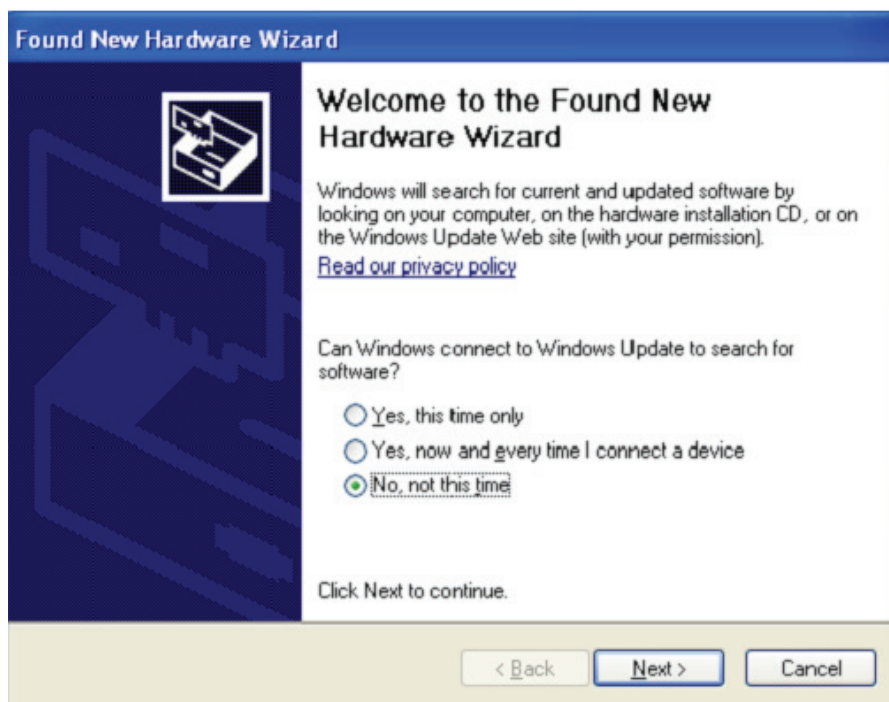 Found New Hardware Wizard
Welcome to the Found New
Hardware Wizard
Windows will search for current and updated software by
looking on your computer, on the hardware installation CD, or on
the Windows Update Web site (with your permission).
Read our privacy policy
Can Windows connect to Windows Update to search for
software?
Yes, this time only
Yes, now and every time I connect a device
No, not this time
Click Next to continue.
< Back
Next >
Cancel